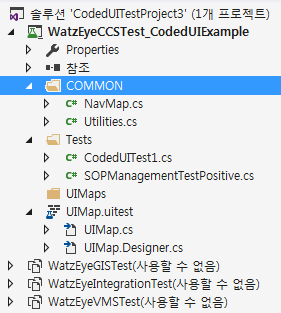 솔루션 'CodedUITestProject3' (1개 프로젝트)
WatzEyeCCSTest_CodedUIExample
Properties
참조
COMMON
NavMap.cs
Utilities.cs
Tests
CodedUITest1.cs
SOPManagementTestPositive.cs
UIMaps
UIMap.uitest
UIMap.cs
UIMap.Designer.cs
WatzEyeGISTest(사용할 수 없음)
WatzEyeIntegrationTest(사용할 수 없음)
WatzEyeVMSTest(사용할 수 없음)